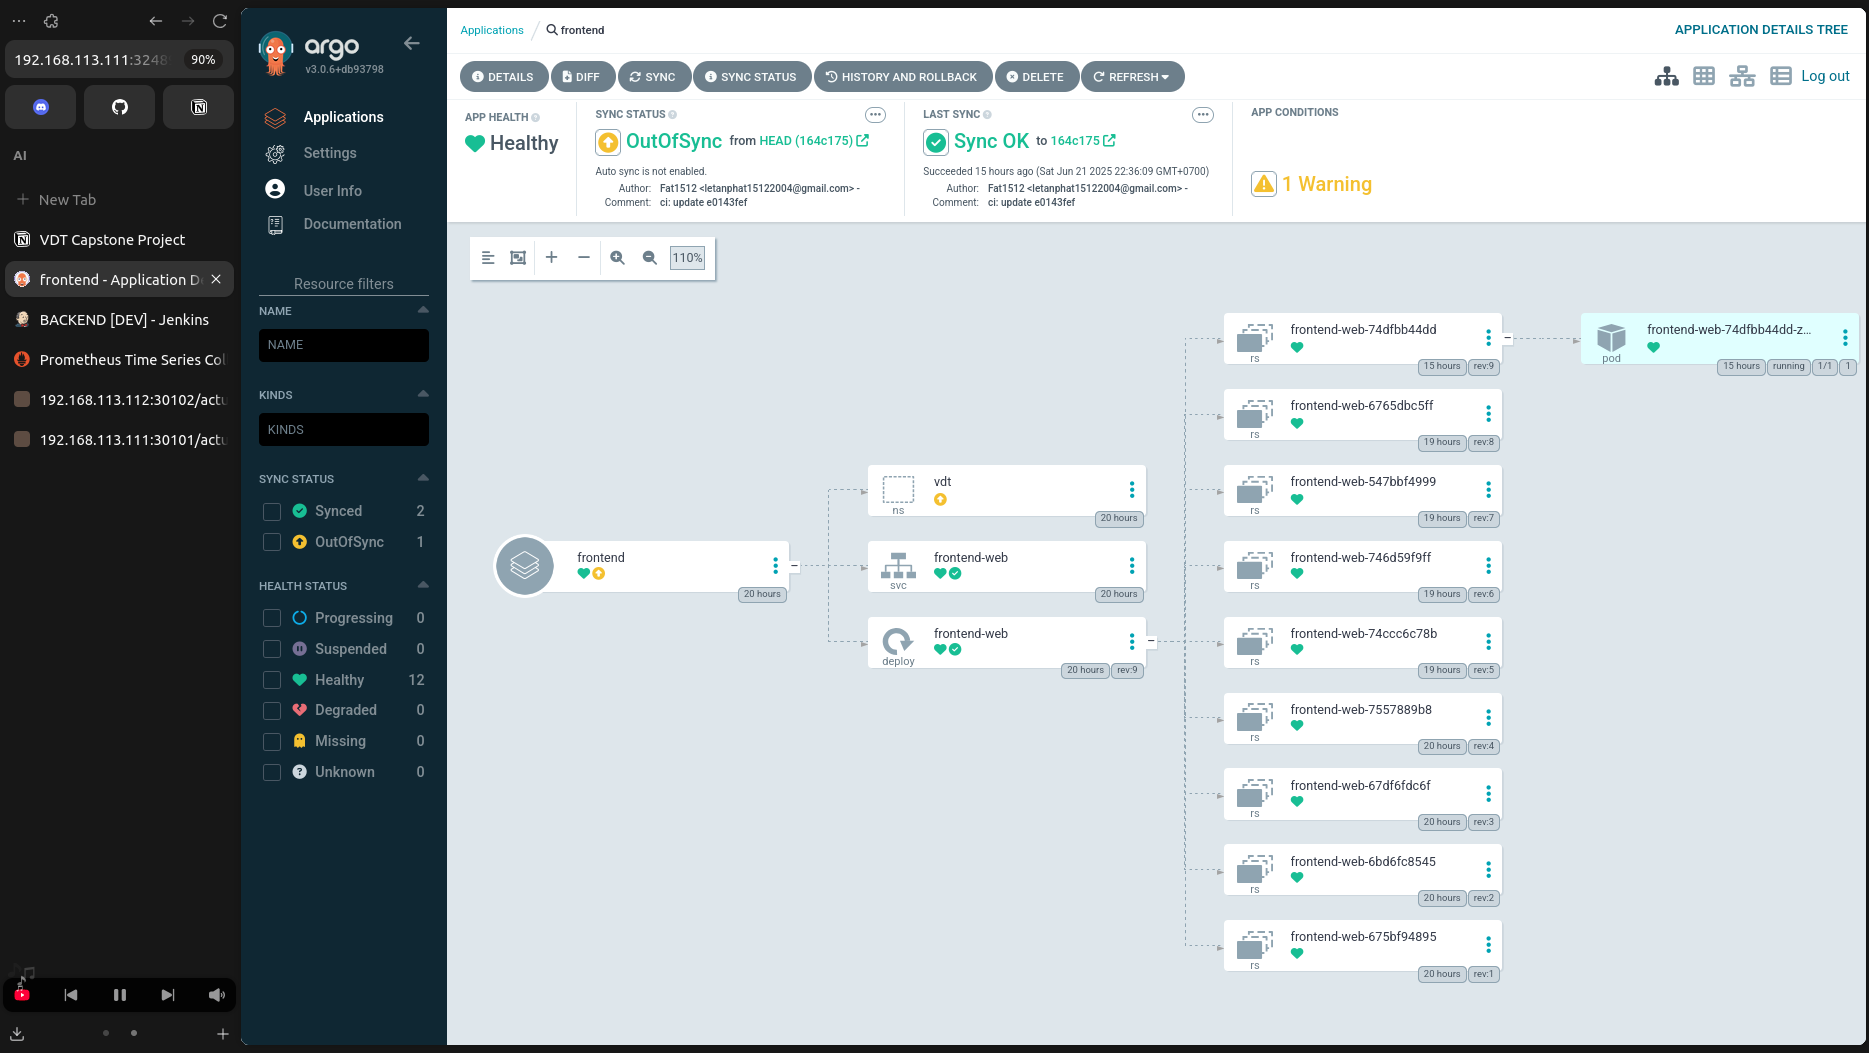 192.168.113.111:3248
90%
AI
New Tab
VDT Capstone Project
frontend - Application D
BACKEND [DEV] - Jenkins
Prometheus Time Series Col
192.168.113.112:30102/actu
192.168.113.111:30101/actu
argo
v3.0.6+db93798
Applications
Settings
User Info
Documentation
Resource filters
NAME
NAME
KINDS
KINDS
SYNC STATUS
Synced 2
OutOfSync 1
HEALTH STATUS
Progressing 0
Suspended 0
Healthy 12
Degraded 0
Missing 0
Unknown 0
Applications / frontend
APPLICATION DETAILS TREE
DETAILS DIFF SYNC SYNC STATUS HISTORY AND ROLLBACK DELETE REFRESH
Log out
APP HEALTH
Healthy
SYNC STATUS
OutOfSync from HEAD (164c175)
Auto sync is not enabled.
Author: Fat1512 <letanphat15122004@gmail.com> -
Comment: ci: update e0143fef
LAST SYNC
Sync OK to 164c175
Succeeded 15 hours ago (Sat Jun 21 2025 22:36:09 GMT+0700)
Author: Fat1512 <letanphat15122004@gmail.com> -
Comment: ci: update e0143fef
APP CONDITIONS
1 Warning
110%
frontend
20 hours
vdt
ns
20 hours
frontend-web
svc
20 hours
frontend-web
deploy
20 hours rev:9
frontend-web-74dfbb44dd
rs
15 hours rev:9
frontend-web-6765dbc5ff
rs
19 hours rev:8
frontend-web-547bbf4999
rs
19 hours rev:7
frontend-web-746d59f9ff
rs
19 hours rev:6
frontend-web-74ccc6c78b
rs
19 hours rev:5
frontend-web-7557889b8
rs
20 hours rev:4
frontend-web-67df6fdc6f
rs
20 hours rev:3
frontend-web-6bd6fc8545
rs
20 hours rev:2
frontend-web-675bf94895
rs
20 hours rev:1
frontend-web-74dfbb44dd-z...
pod
15 hours running 1/1 1